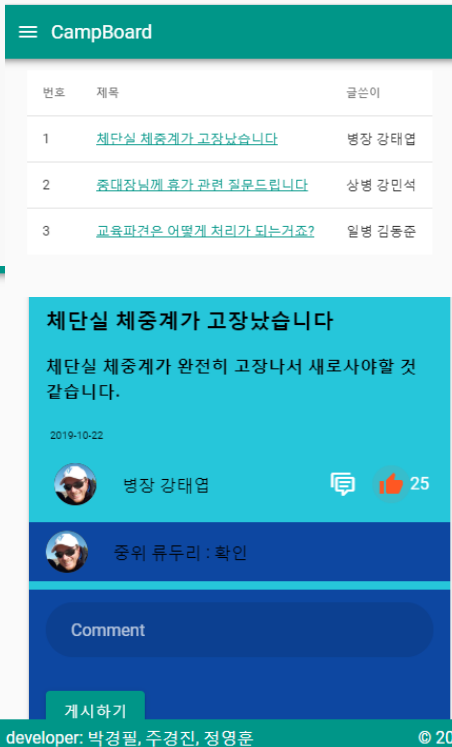 CampBoard
번호 제목 글쓴이
1 체단실 체중계가 고장났습니다 병장 강태엽
2 중대장님께 휴가 관련 질문드립니다 상병 강민석
3 교육파견은 어떻게 처리가 되는거죠? 일병 김동준
체단실 체중계가 고장났습니다
체단실 체중계가 완전히 고장나서 새로사야할 것
같습니다.
2019-10-22
병장 강태엽 25
중위 류두리 : 확인
Comment
게시하기
developer: 박경필, 주경진, 정영훈 © 20